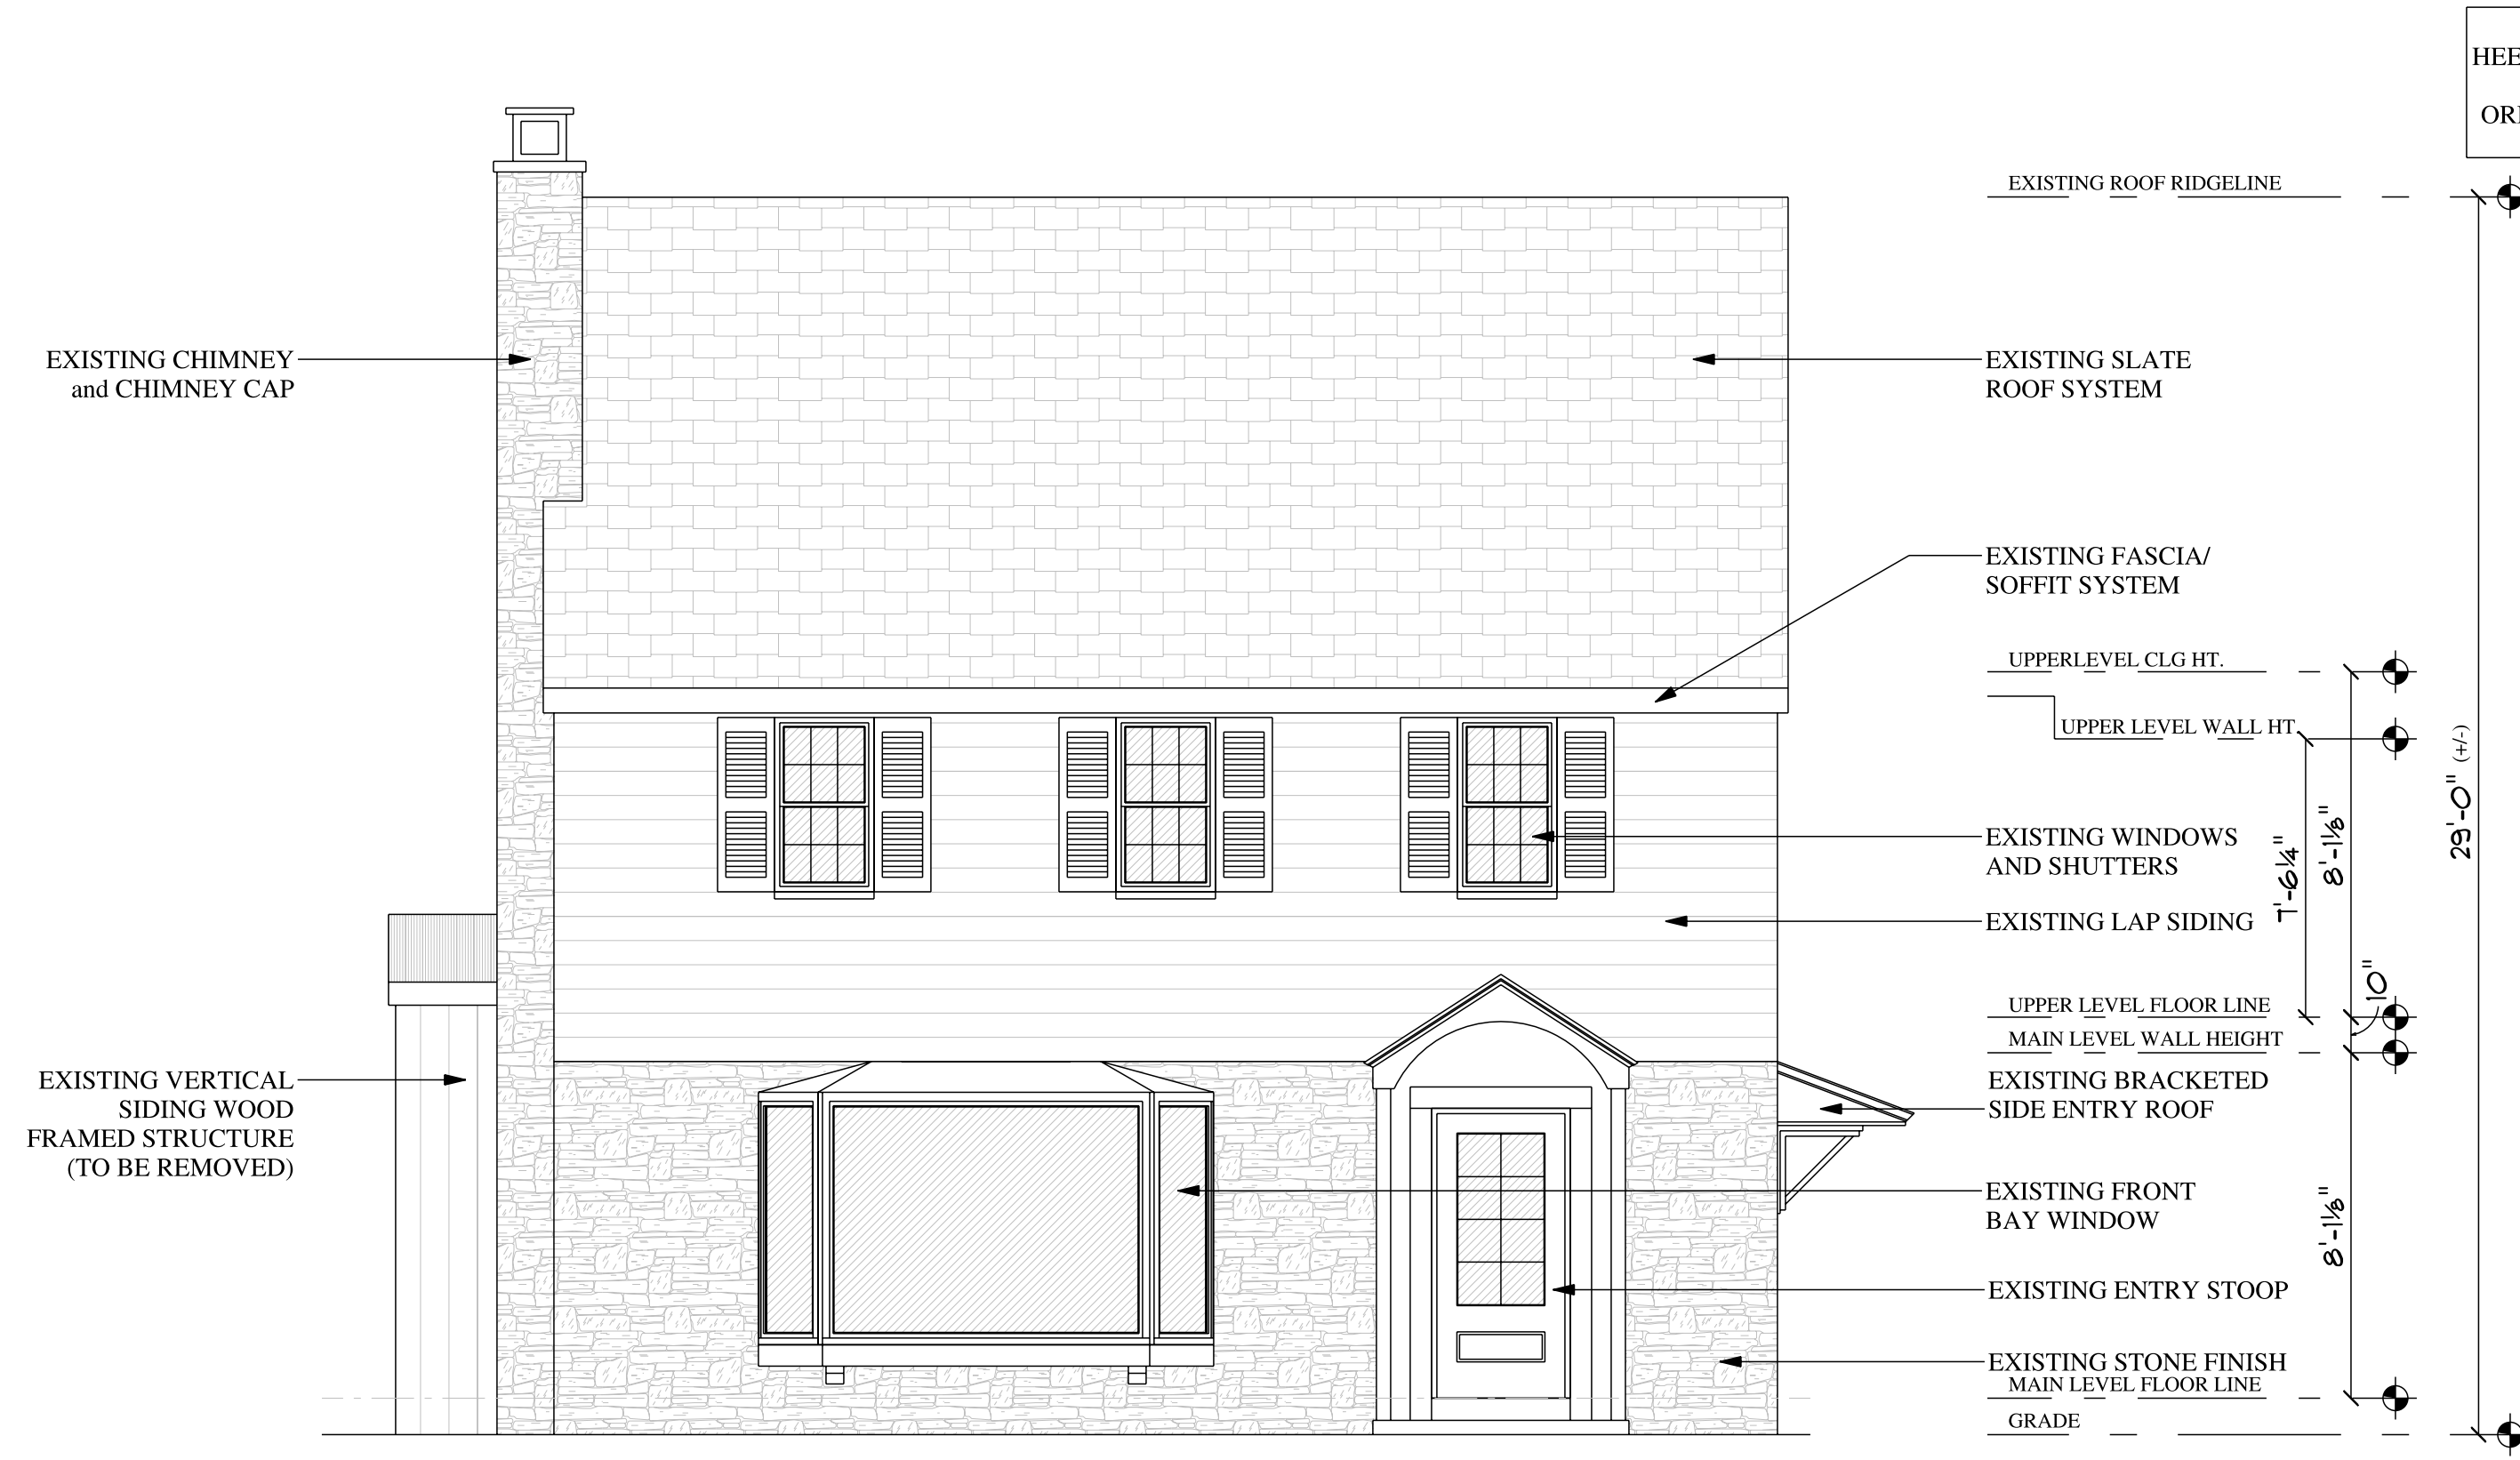 HEE
ORI
EXISTING ROOF RIDGELINE
EXISTING CHIMNEY
and CHIMNEY CAP
EXISTING SLATE
ROOF SYSTEM
EXISTING FASCIA/
SOFFIT SYSTEM
UPPERLEVEL CLG HT.
UPPER LEVEL WALL HT.
29'-0" (+/-)
EXISTING WINDOWS
AND SHUTTERS
7'-6¼"
8'-1⅛"
EXISTING LAP SIDING
10"
UPPER LEVEL FLOOR LINE
MAIN LEVEL WALL HEIGHT
EXISTING VERTICAL
SIDING WOOD
FRAMED STRUCTURE
(TO BE REMOVED)
EXISTING BRACKETED
SIDE ENTRY ROOF
EXISTING FRONT
BAY WINDOW
8'-1⅛"
EXISTING ENTRY STOOP
EXISTING STONE FINISH
MAIN LEVEL FLOOR LINE
GRADE